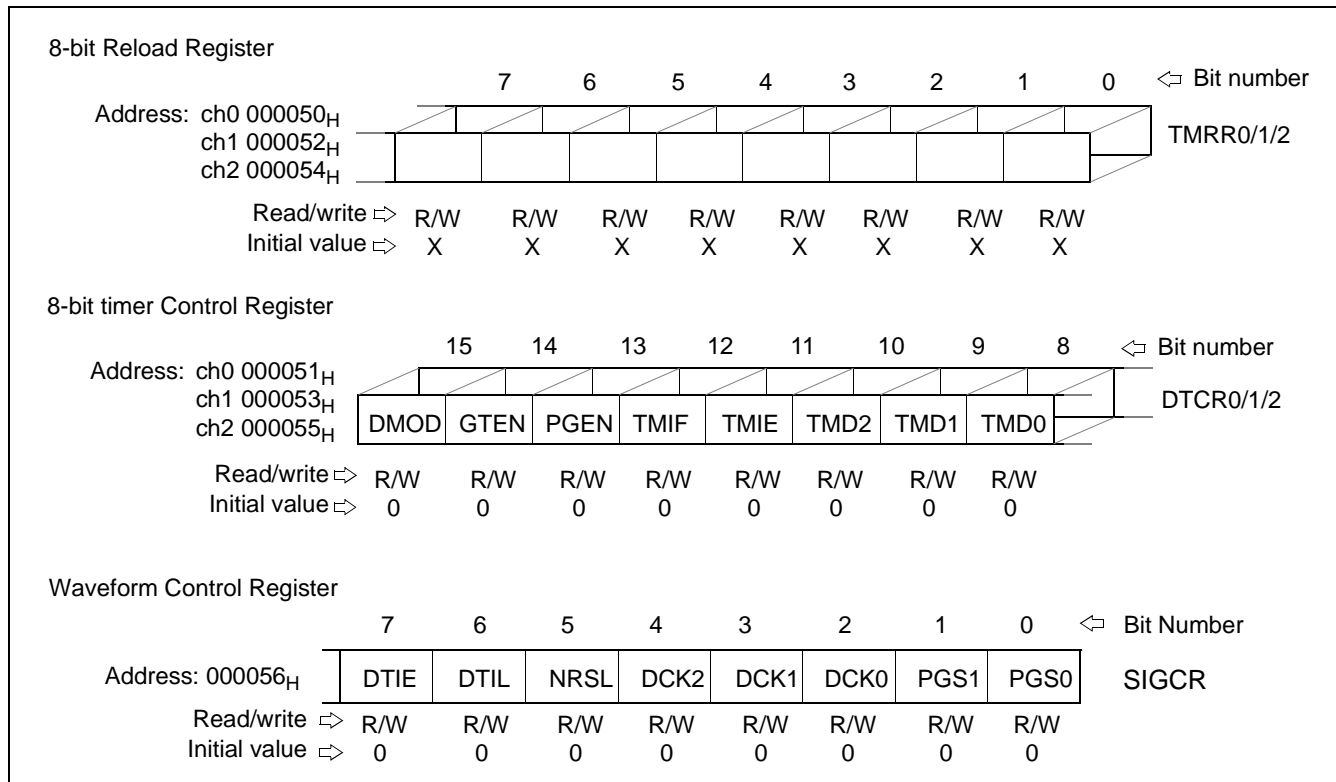 8-bit Reload Register
7 6 5 4 3 2 1 0 ⇦ Bit number
Address: ch0 000050H
ch1 000052H
ch2 000054H
TMRR0/1/2
Read/write ⇨ R/W R/W R/W R/W R/W R/W R/W R/W
Initial value ⇨ X X X X X X X X
8-bit timer Control Register
15 14 13 12 11 10 9 8 ⇦ Bit number
Address: ch0 000051H
ch1 000053H
ch2 000055H
DMOD GTEN PGEN TMIF TMIE TMD2 TMD1 TMD0
DTCR0/1/2
Read/write ⇨ R/W R/W R/W R/W R/W R/W R/W R/W
Initial value ⇨ 0 0 0 0 0 0 0 0
Waveform Control Register
7 6 5 4 3 2 1 0 ⇦ Bit Number
Address: 000056H DTIE DTIL NRSL DCK2 DCK1 DCK0 PGS1 PGS0 SIGCR
Read/write ⇨ R/W R/W R/W R/W R/W R/W R/W R/W
Initial value ⇨ 0 0 0 0 0 0 0 0